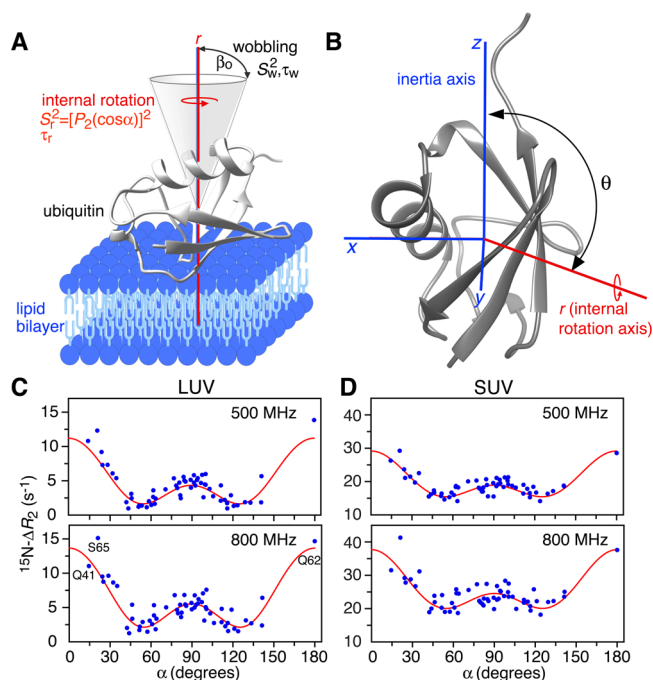 A
r
wobbling
βo
S²w,τw
internal rotation
S²r=[P₂(cosα)]²
τr
ubiquitin
lipid
bilayer
B
z
inertia axis
θ
x
y
r (internal
rotation axis)
C
LUV
D
SUV
15
10
5
0
500 MHz
40
30
20
10
500 MHz
¹⁵N-ΔR₂ (s⁻¹)
15
10
5
0
800 MHz
S65
Q41
Q62
40
30
20
10
800 MHz
0 30 60 90 120 150 180
0 30 60 90 120 150 180
α (degrees)
α (degrees)